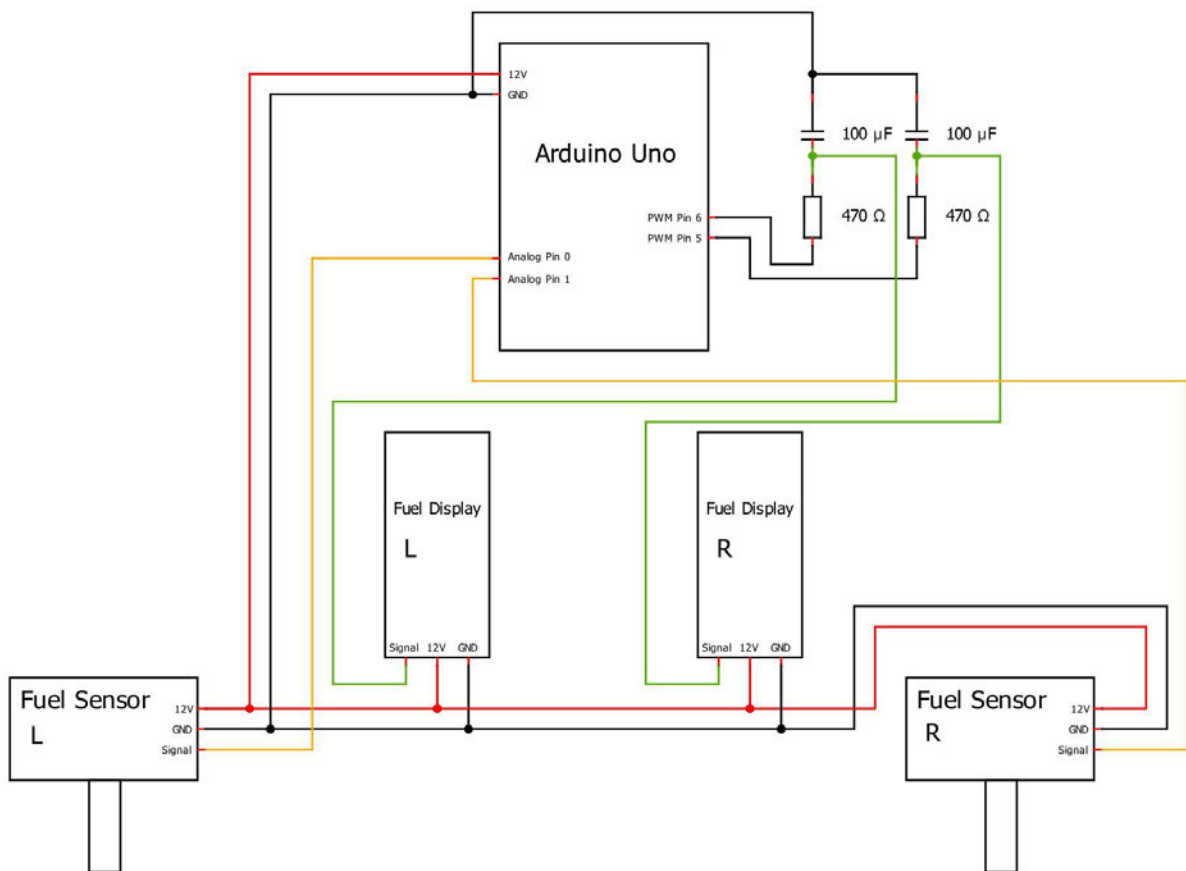 12V
GND
Arduino Uno
100 µF
100 µF
PWM Pin 6
470 Ω
470 Ω
PWM Pin 5
Analog Pin 0
Analog Pin 1
Fuel Display
L
Signal
12V
GND
Fuel Display
R
Signal
12V
GND
Fuel Sensor
L
12V
GND
Signal
Fuel Sensor
R
12V
GND
Signal